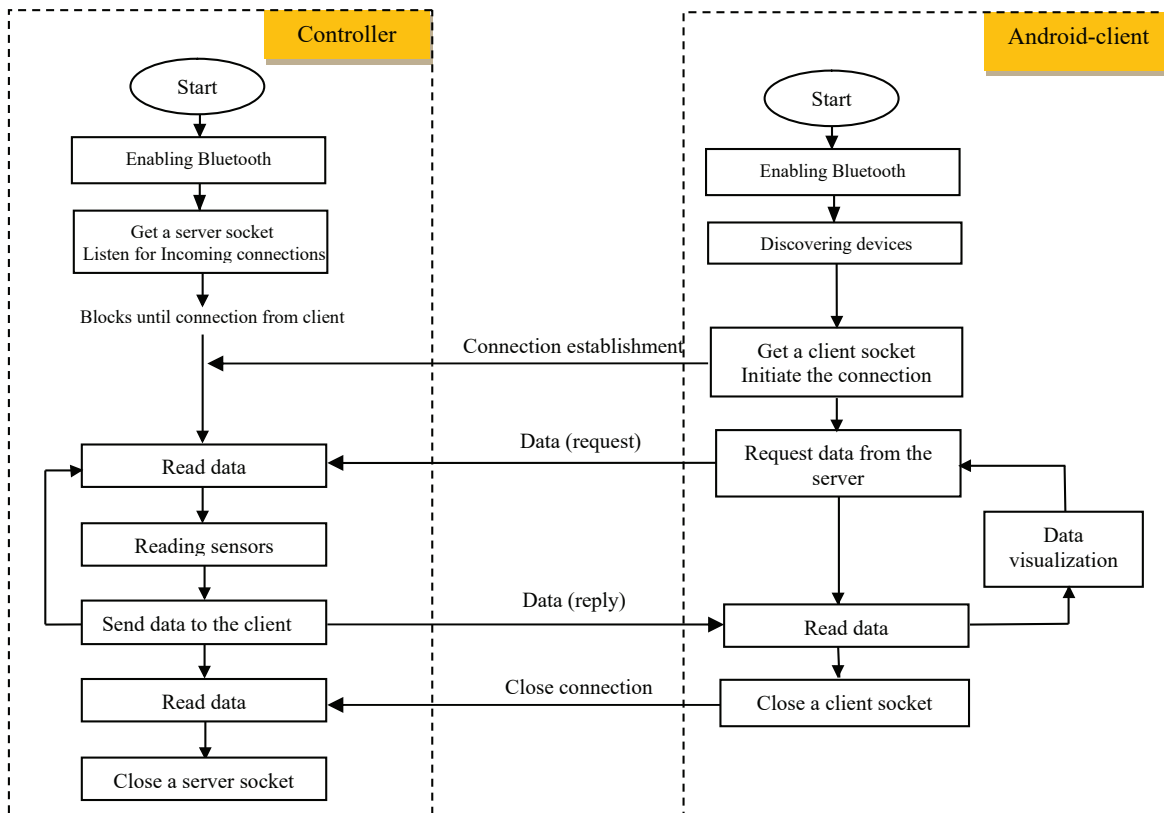 Controller
Start
Enabling Bluetooth
Get a server socket
Listen for Incoming connections
Blocks until connection from client
Read data
Reading sensors
Send data to the client
Read data
Close a server socket
Connection establishment
Data (request)
Data (reply)
Close connection
Android-client
Start
Enabling Bluetooth
Discovering devices
Get a client socket
Initiate the connection
Request data from the
server
Data
visualization
Read data
Close a client socket